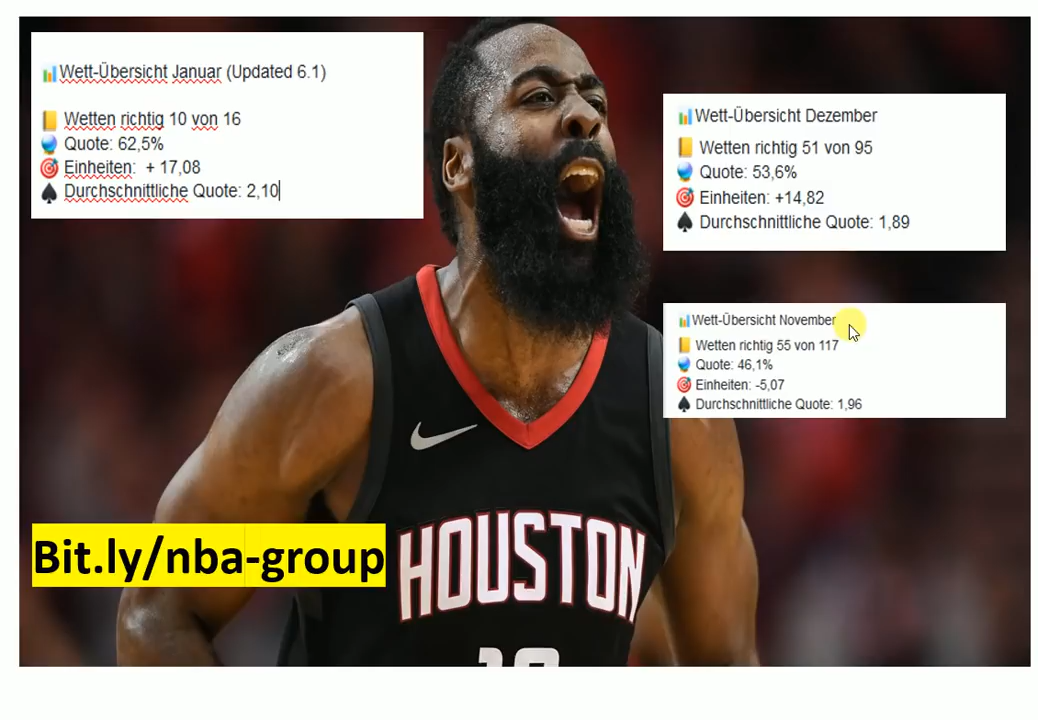 Wett-Übersicht Januar (Updated 6.1)
Wetten richtig 10 von 16
Quote: 62,5%
Einheiten: + 17,08
Durchschnittliche Quote: 2,10
Wett-Übersicht Dezember
Wetten richtig 51 von 95
Quote: 53,6%
Einheiten: +14,82
Durchschnittliche Quote: 1,89
Wett-Übersicht November
Wetten richtig 55 von 117
Quote: 46,1%
Einheiten: -5,07
Durchschnittliche Quote: 1,96
Bit.ly/nba-group
HOUSTON